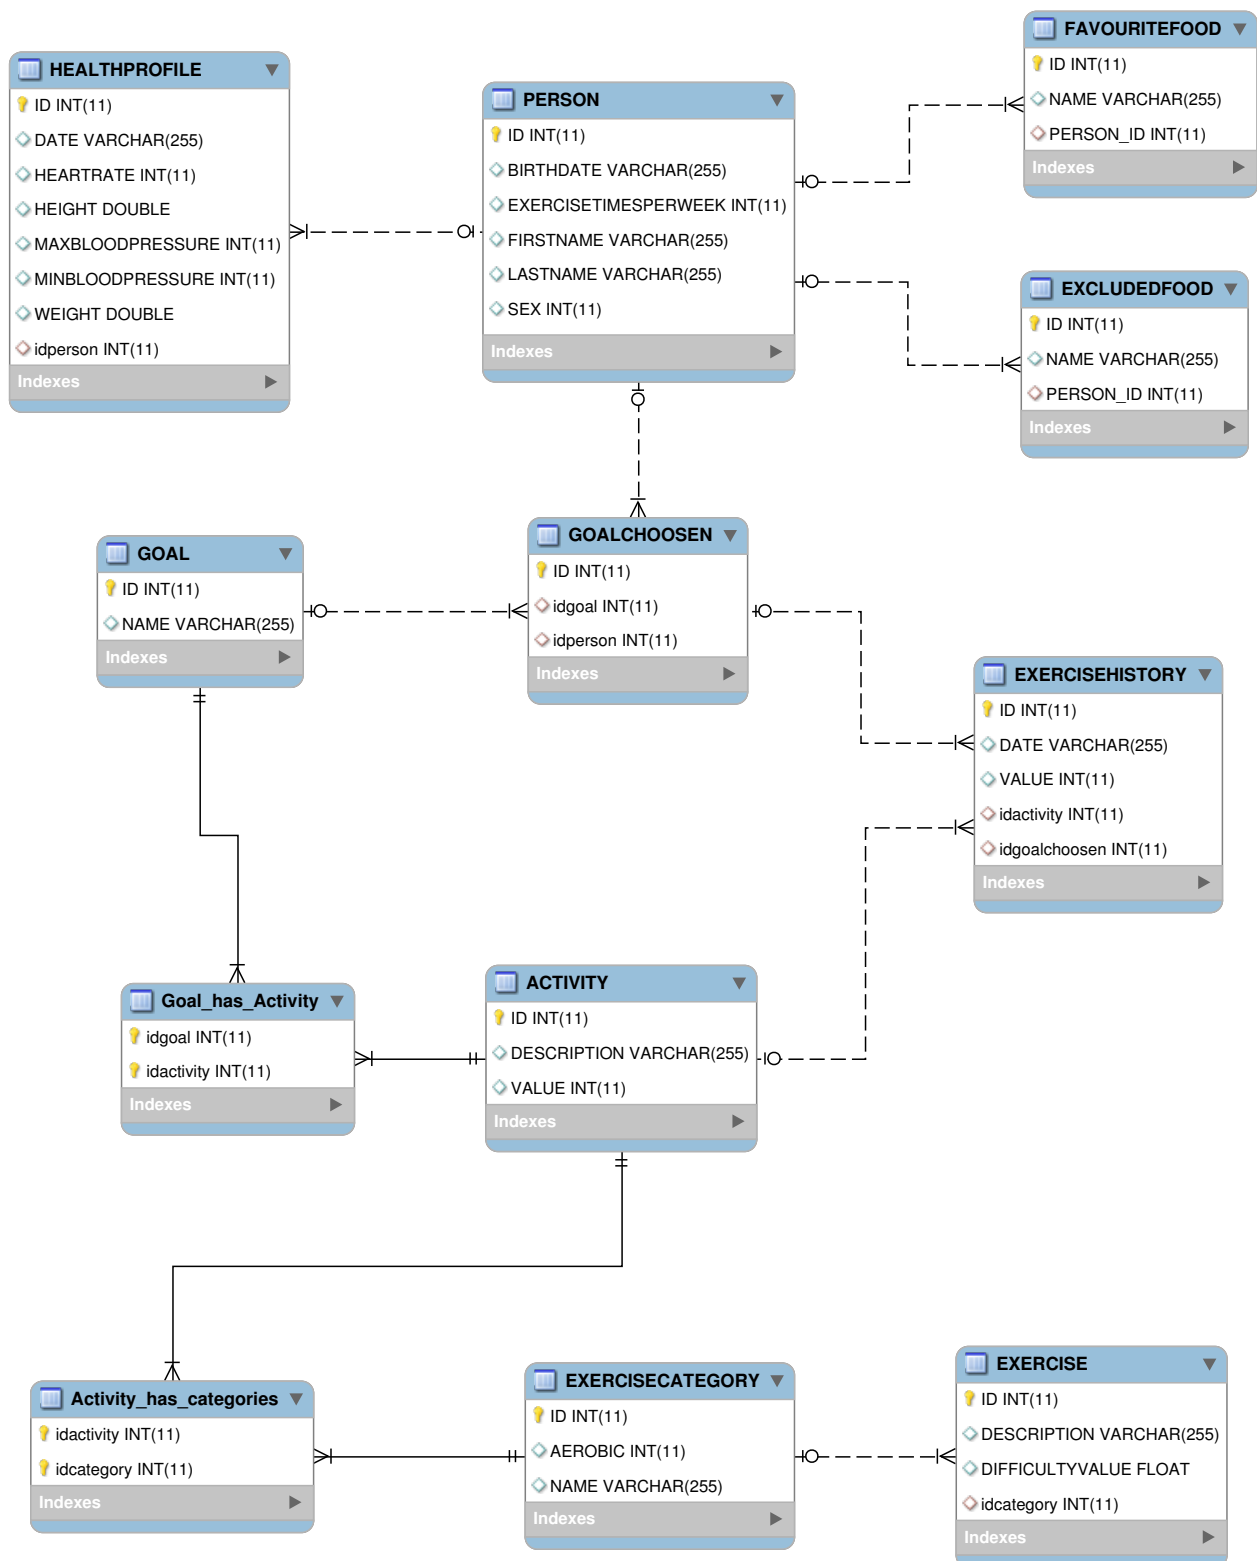 HEALTHPROFILE
ID INT(11)
DATE VARCHAR(255)
HEARTRATE INT(11)
HEIGHT DOUBLE
MAXBLOODPRESSURE INT(11)
MINBLOODPRESSURE INT(11)
WEIGHT DOUBLE
idperson INT(11)
Indexes
PERSON
ID INT(11)
BIRTHDATE VARCHAR(255)
EXERCISETIMESPERWEEK INT(11)
FIRSTNAME VARCHAR(255)
LASTNAME VARCHAR(255)
SEX INT(11)
Indexes
FAVOURITEFOOD
ID INT(11)
NAME VARCHAR(255)
PERSON_ID INT(11)
Indexes
EXCLUDEDFOOD
ID INT(11)
NAME VARCHAR(255)
PERSON_ID INT(11)
Indexes
GOAL
ID INT(11)
NAME VARCHAR(255)
Indexes
GOALCHOOSEN
ID INT(11)
idgoal INT(11)
idperson INT(11)
Indexes
EXERCISEHISTORY
ID INT(11)
DATE VARCHAR(255)
VALUE INT(11)
idactivity INT(11)
idgoalchoosen INT(11)
Indexes
Goal_has_Activity
idgoal INT(11)
idactivity INT(11)
Indexes
ACTIVITY
ID INT(11)
DESCRIPTION VARCHAR(255)
VALUE INT(11)
Indexes
Activity_has_categories
idactivity INT(11)
idcategory INT(11)
Indexes
EXERCISECATEGORY
ID INT(11)
AEROBIC INT(11)
NAME VARCHAR(255)
Indexes
EXERCISE
ID INT(11)
DESCRIPTION VARCHAR(255)
DIFFICULTYVALUE FLOAT
idcategory INT(11)
Indexes